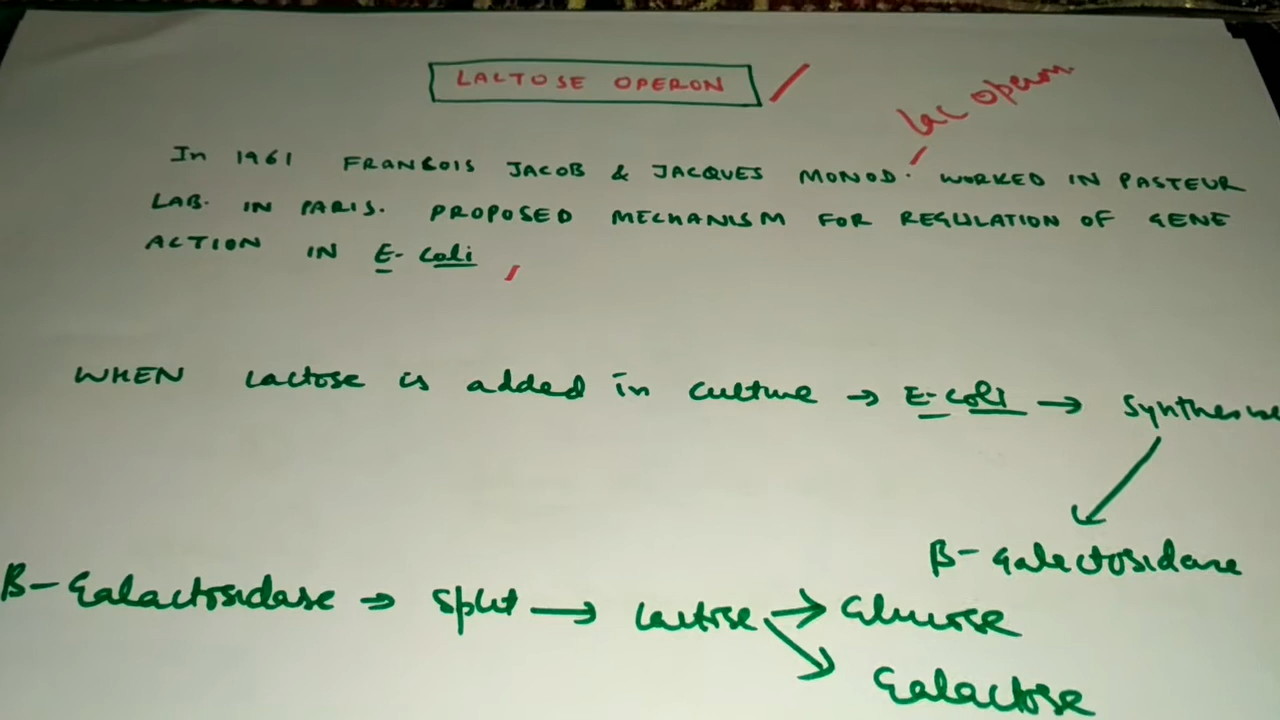 LACTOSE OPERON
lac operon
In 1961 FRANCOIS JACOB & JACQUES MONOD. WORKED IN PASTEUR
LAB. IN PARIS. PROPOSED MECHANISM FOR REGULATION OF GENE
ACTION IN E-coli
WHEN Lactose is added in culture → E-coli → Synthesise
β-Galactosidase
β-Galactosidase → Split → Lactose → Glucose
Galactose